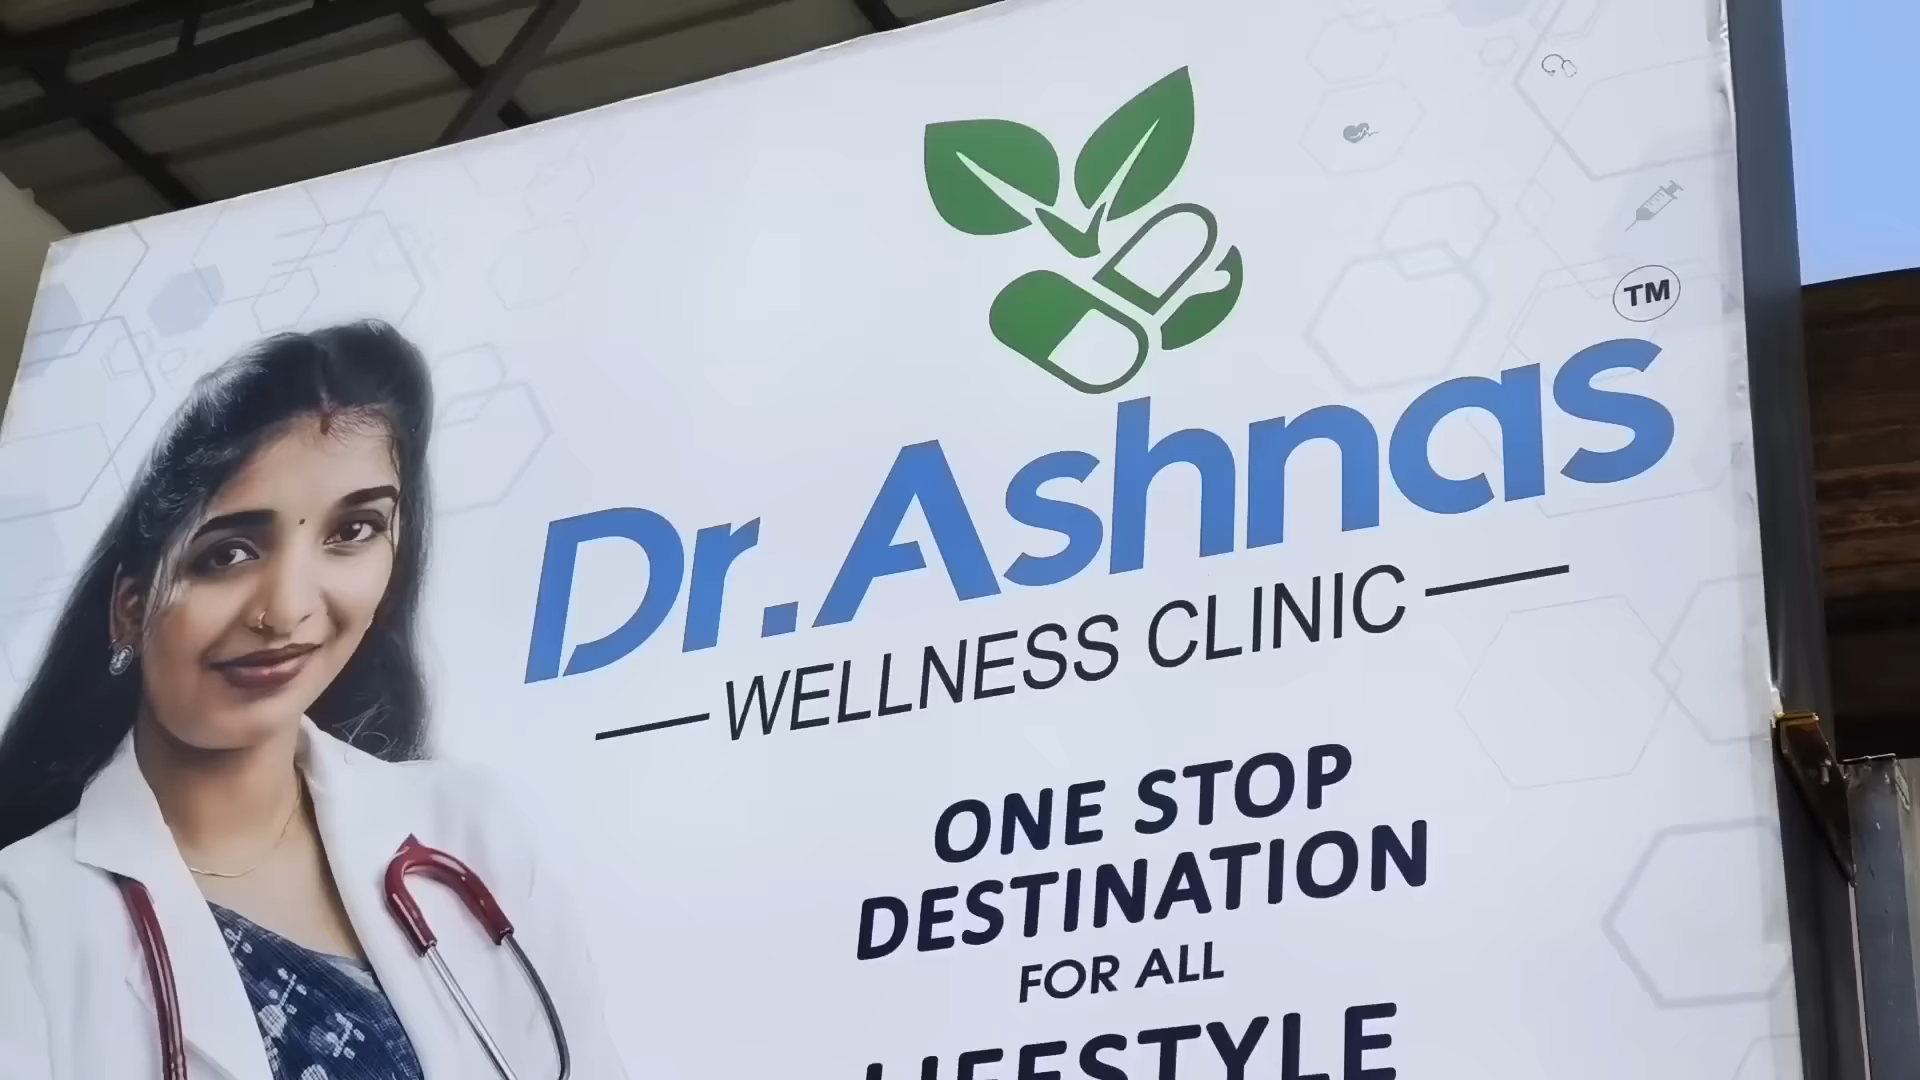 TM
Dr.Ashnas
WELLNESS CLINIC
ONE STOP
DESTINATION
FOR ALL
LIFESTYLE